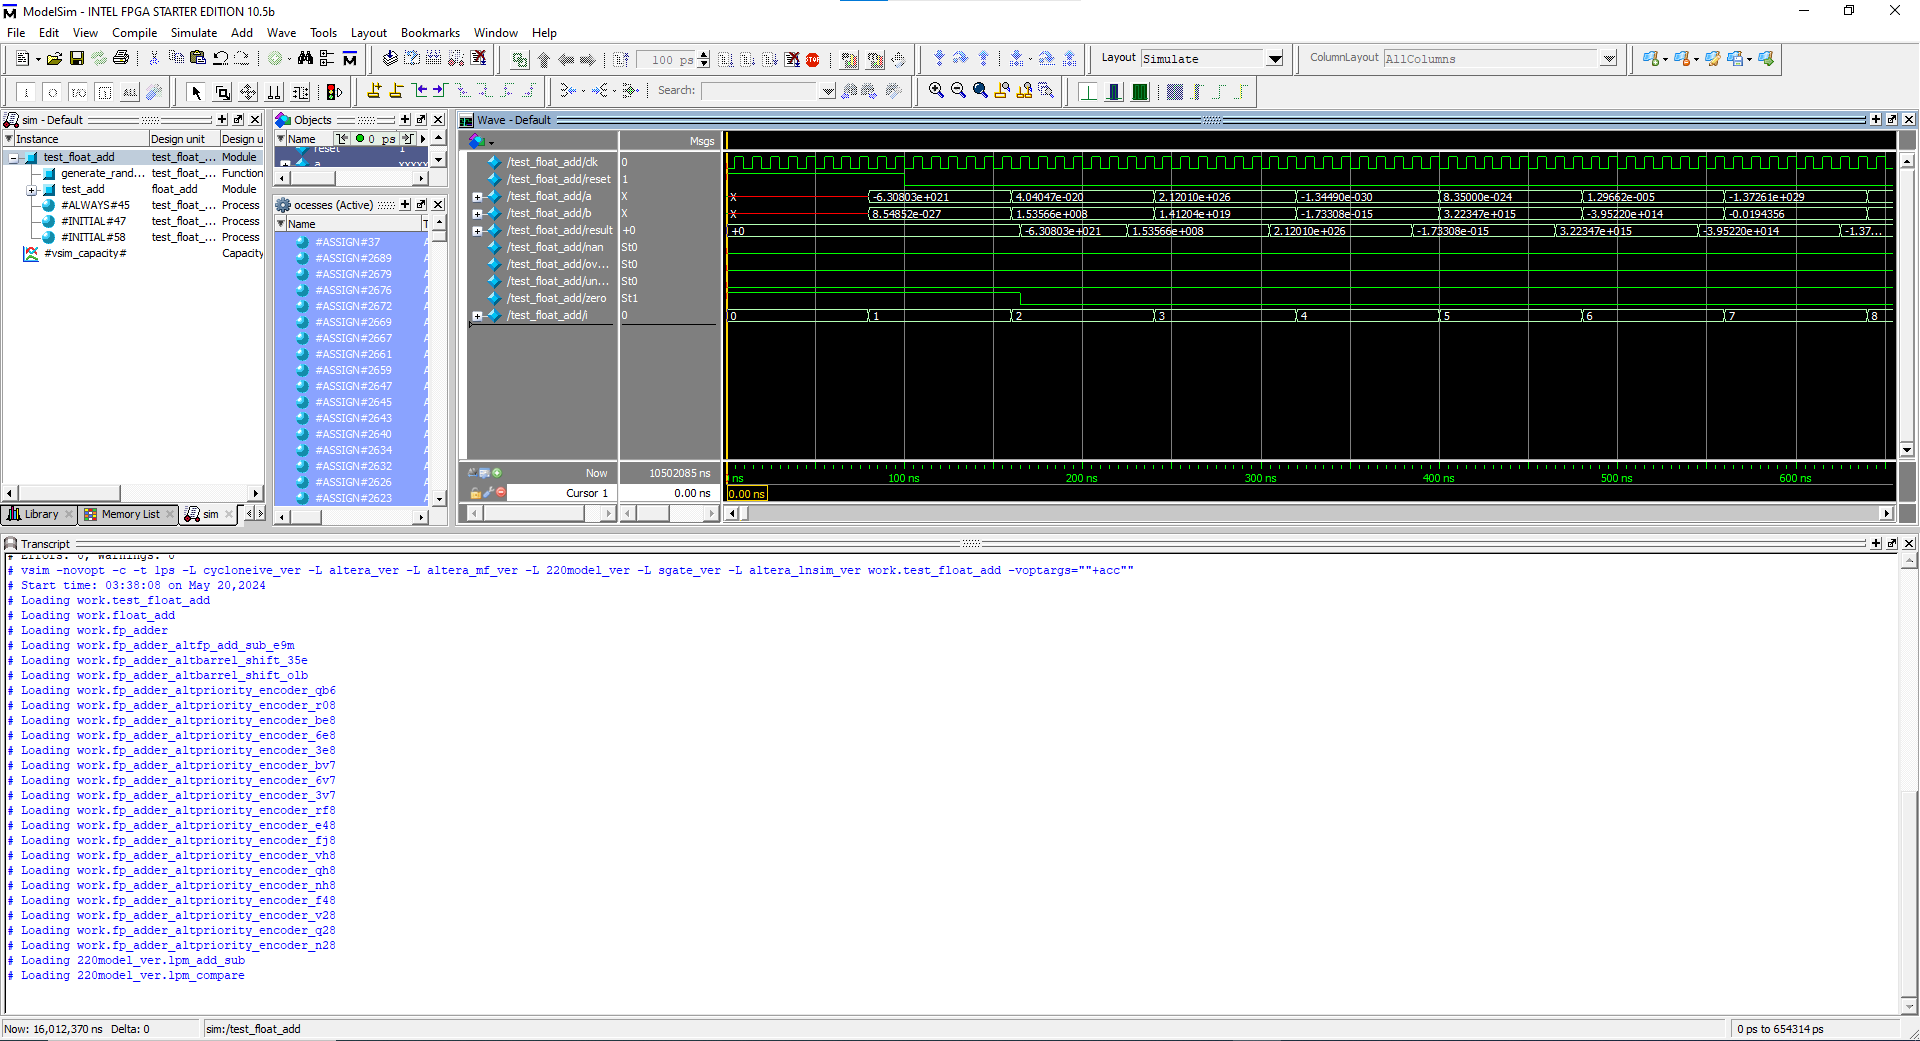 ModelSim - INTEL FPGA STARTER EDITION 10.5b
File Edit View Compile Simulate Add Wave Tools Layout Bookmarks Window Help
100 ps
Layout Simulate
ColumnLayout AllColumns
Search:
sim - Default
Instance Design unit Design u
test_float_add test_float_... Module
generate_rand... test_float_... Function
test_add float_add Module
#ALWAYS#45 test_float_... Process
#INITIAL#47 test_float_... Process
#INITIAL#58 test_float_... Process
#vsim_capacity# Capacity
Library Memory List sim
Objects
Name 0 ps
reset 1
a xxxxx
ocesses (Active)
Name T
#ASSIGN#37 A
#ASSIGN#2689 A
#ASSIGN#2679 A
#ASSIGN#2676 A
#ASSIGN#2672 A
#ASSIGN#2669 A
#ASSIGN#2667 A
#ASSIGN#2661 A
#ASSIGN#2659 A
#ASSIGN#2647 A
#ASSIGN#2645 A
#ASSIGN#2643 A
#ASSIGN#2640 A
#ASSIGN#2634 A
#ASSIGN#2632 A
#ASSIGN#2626 A
#ASSIGN#2623 A
Wave - Default
Msgs
/test_float_add/clk 0
/test_float_add/reset 1
/test_float_add/a X X -6.30803e+021 4.04047e-020 2.12010e+026 -1.34490e-030 8.35000e-024 1.29662e-005 -1.37261e+029
/test_float_add/b X X 8.54852e-027 1.53566e+008 1.41204e+019 -1.73308e-015 3.22347e+015 -3.95220e+014 -0.0194356
/test_float_add/result +0 +0 -6.30803e+021 1.53566e+008 2.12010e+026 -1.73308e-015 3.22347e+015 -3.95220e+014 -1.37...
/test_float_add/nan St0
/test_float_add/ov... St0
/test_float_add/un... St0
/test_float_add/zero St1
/test_float_add/i 0 0 1 2 3 4 5 6 7 8
Now 10502085 ns ns 100 ns 200 ns 300 ns 400 ns 500 ns 600 ns
Cursor 1 0.00 ns 0.00 ns
Transcript
# Errors: 0, Warnings: 0
# vsim -novopt -c -t 1ps -L cycloneive_ver -L altera_ver -L altera_mf_ver -L 220model_ver -L sgate_ver -L altera_lnsim_ver work.test_float_add -voptargs=""+acc""
# Start time: 03:38:08 on May 20,2024
# Loading work.test_float_add
# Loading work.float_add
# Loading work.fp_adder
# Loading work.fp_adder_altfp_add_sub_e9m
# Loading work.fp_adder_altbarrel_shift_35e
# Loading work.fp_adder_altbarrel_shift_olb
# Loading work.fp_adder_altpriority_encoder_qb6
# Loading work.fp_adder_altpriority_encoder_r08
# Loading work.fp_adder_altpriority_encoder_be8
# Loading work.fp_adder_altpriority_encoder_6e8
# Loading work.fp_adder_altpriority_encoder_3e8
# Loading work.fp_adder_altpriority_encoder_bv7
# Loading work.fp_adder_altpriority_encoder_6v7
# Loading work.fp_adder_altpriority_encoder_3v7
# Loading work.fp_adder_altpriority_encoder_rf8
# Loading work.fp_adder_altpriority_encoder_e48
# Loading work.fp_adder_altpriority_encoder_fj8
# Loading work.fp_adder_altpriority_encoder_vh8
# Loading work.fp_adder_altpriority_encoder_qh8
# Loading work.fp_adder_altpriority_encoder_nh8
# Loading work.fp_adder_altpriority_encoder_f48
# Loading work.fp_adder_altpriority_encoder_v28
# Loading work.fp_adder_altpriority_encoder_q28
# Loading work.fp_adder_altpriority_encoder_n28
# Loading 220model_ver.lpm_add_sub
# Loading 220model_ver.lpm_compare
Now: 16,012,370 ns Delta: 0 sim:/test_float_add 0 ps to 654314 ps